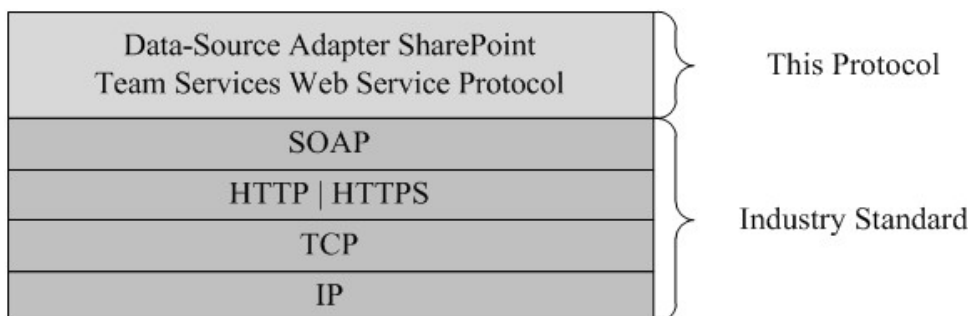 Data-Source Adapter SharePoint
Team Services Web Service Protocol
This Protocol
SOAP
HTTP | HTTPS
TCP
IP
Industry Standard